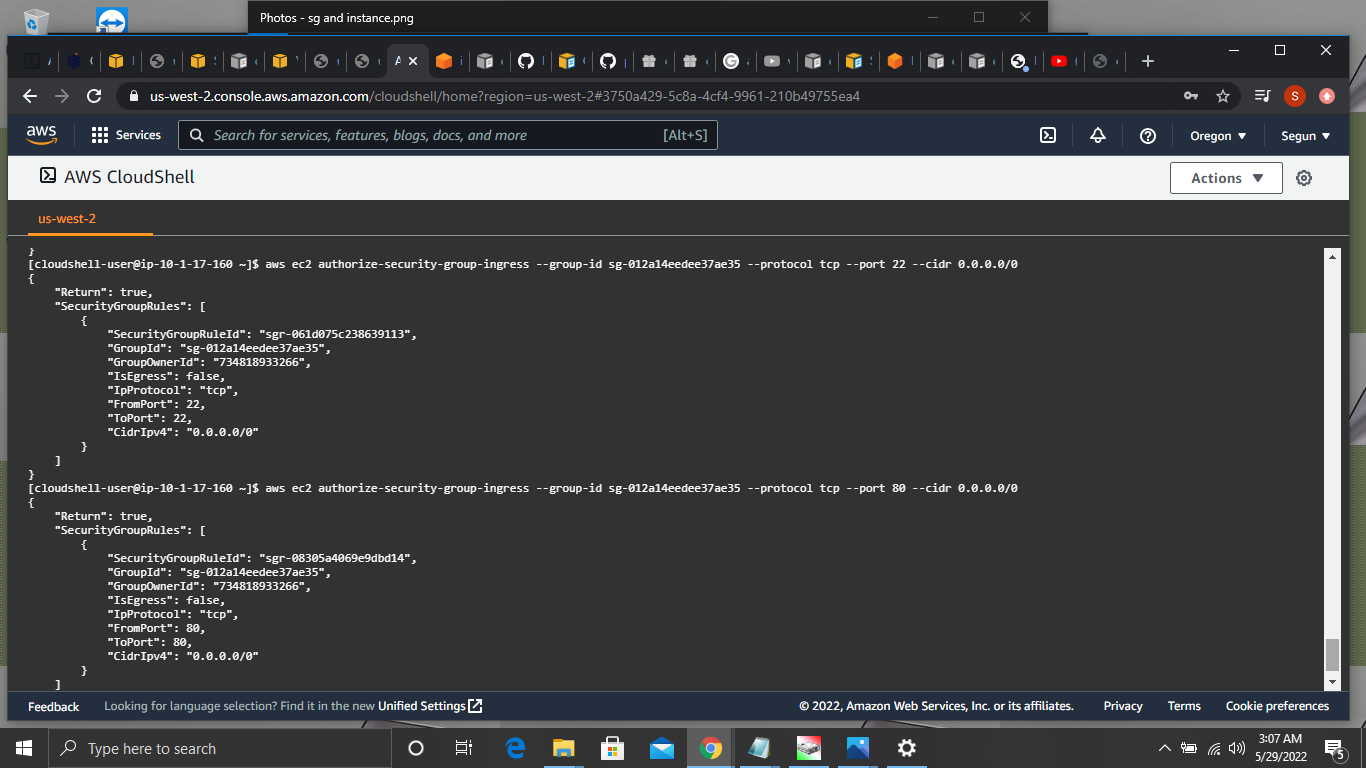 Photos - sg and instance.png
us-west-2.console.aws.amazon.com/cloudshell/home?region=us-west-2#3750a429-5c8a-4cf4-9961-210b49755ea4
S
aws
Services
Search for services, features, blogs, docs, and more
[Alt+S]
Oregon
Segun
AWS CloudShell
Actions
us-west-2
}
[cloudshell-user@ip-10-1-17-160 ~]$ aws ec2 authorize-security-group-ingress --group-id sg-012a14eedee37ae35 --protocol tcp --port 22 --cidr 0.0.0.0/0
{
    "Return": true,
    "SecurityGroupRules": [
        {
            "SecurityGroupRuleId": "sgr-061d075c238639113",
            "GroupId": "sg-012a14eedee37ae35",
            "GroupOwnerId": "734818933266",
            "IsEgress": false,
            "IpProtocol": "tcp",
            "FromPort": 22,
            "ToPort": 22,
            "CidrIpv4": "0.0.0.0/0"
        }
    ]
}
[cloudshell-user@ip-10-1-17-160 ~]$ aws ec2 authorize-security-group-ingress --group-id sg-012a14eedee37ae35 --protocol tcp --port 80 --cidr 0.0.0.0/0
{
    "Return": true,
    "SecurityGroupRules": [
        {
            "SecurityGroupRuleId": "sgr-08305a4069e9dbd14",
            "GroupId": "sg-012a14eedee37ae35",
            "GroupOwnerId": "734818933266",
            "IsEgress": false,
            "IpProtocol": "tcp",
            "FromPort": 80,
            "ToPort": 80,
            "CidrIpv4": "0.0.0.0/0"
        }
    ]
Feedback
Looking for language selection? Find it in the new Unified Settings
© 2022, Amazon Web Services, Inc. or its affiliates.
Privacy
Terms
Cookie preferences
Type here to search
3:07 AM
5/29/2022
5